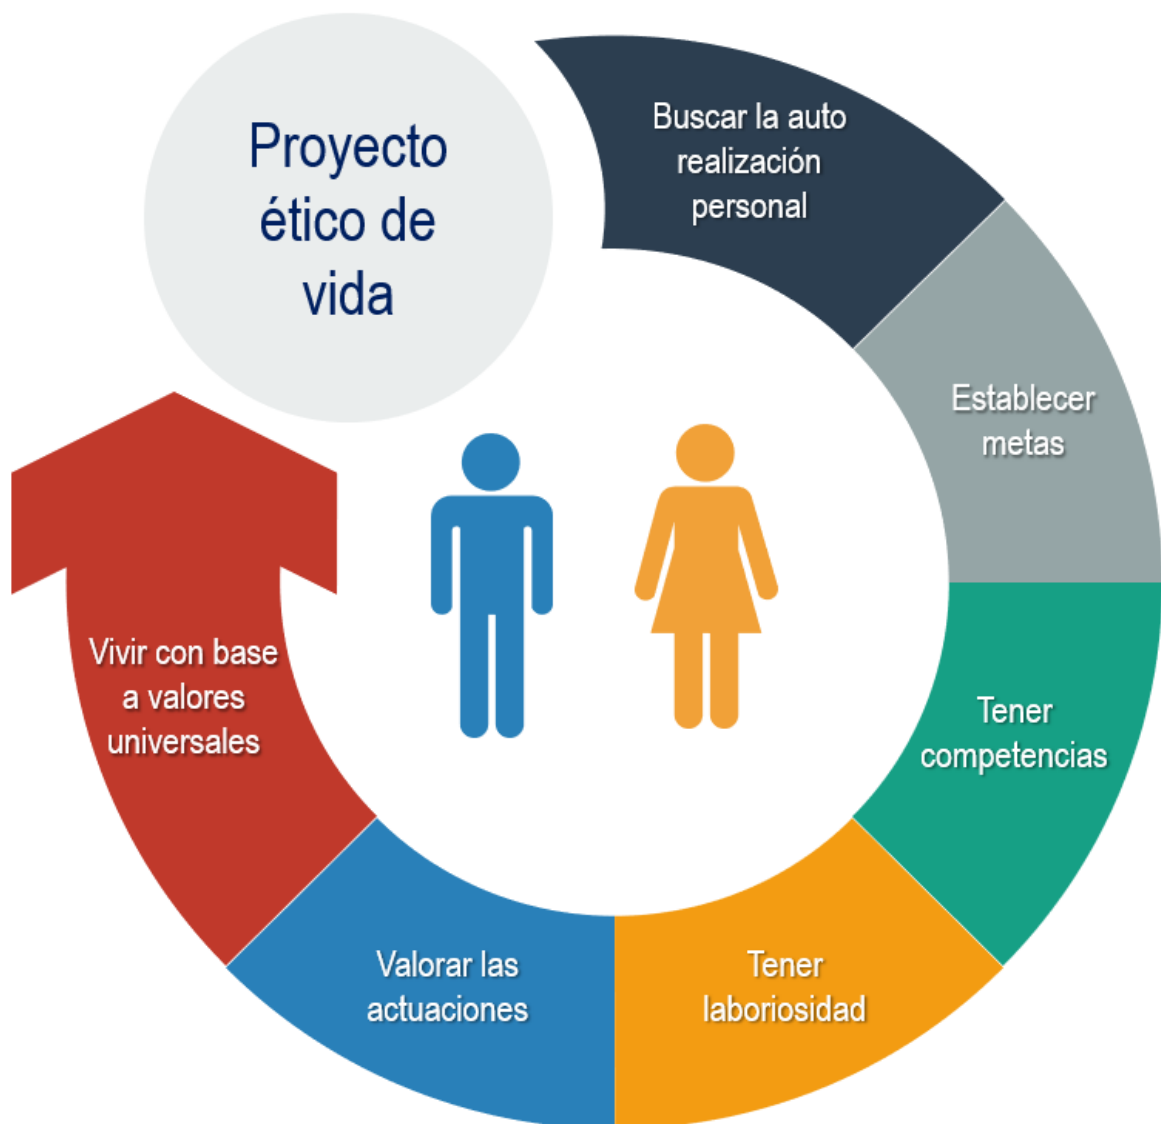 Proyecto
ético de
vida
Buscar la auto
realización
personal
Establecer
metas
Tener
competencias
Tener
laboriosidad
Valorar las
actuaciones
Vivir con base
a valores
universales